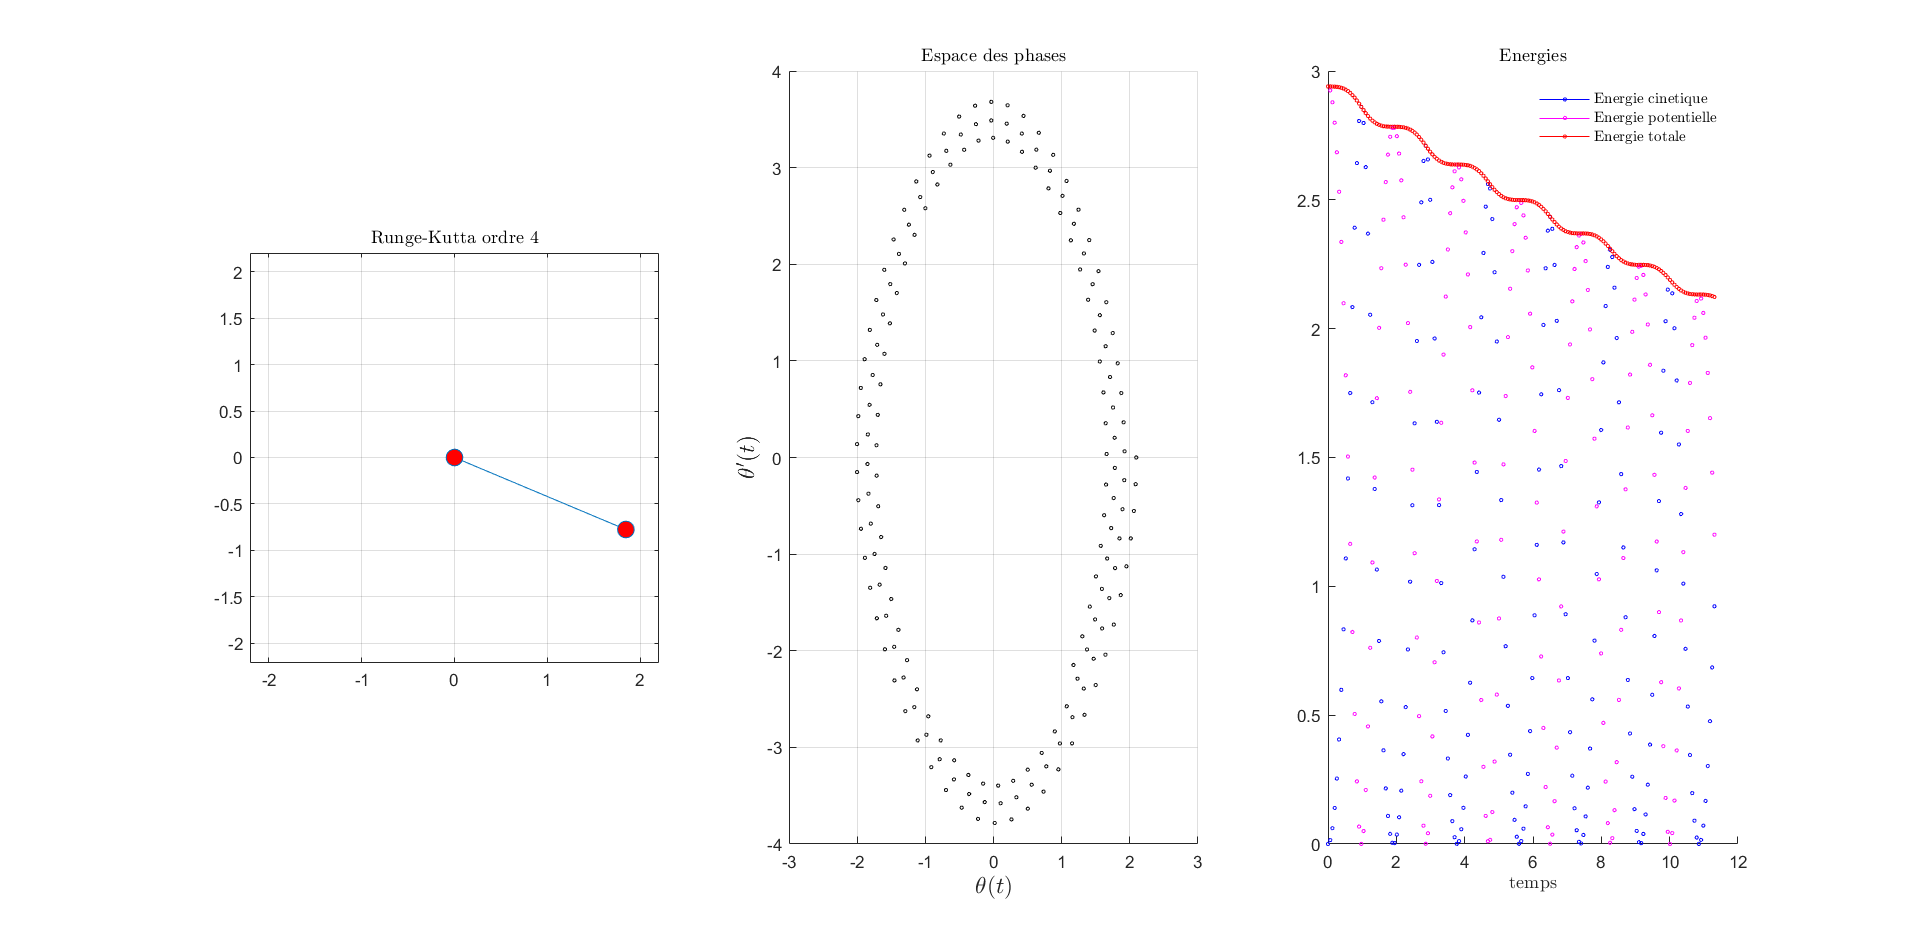 Runge-Kutta ordre 4
2
1.5
1
0.5
0
-0.5
-1
-1.5
-2
-2 -1 0 1 2
Espace des phases
θ'(t)
4
3
2
1
0
-1
-2
-3
-4
-3 -2 -1 0 1 2 3
θ(t)
Energies
Energie cinetique
Energie potentielle
Energie totale
3
2.5
2
1.5
1
0.5
0
0 2 4 6 8 10 12
temps